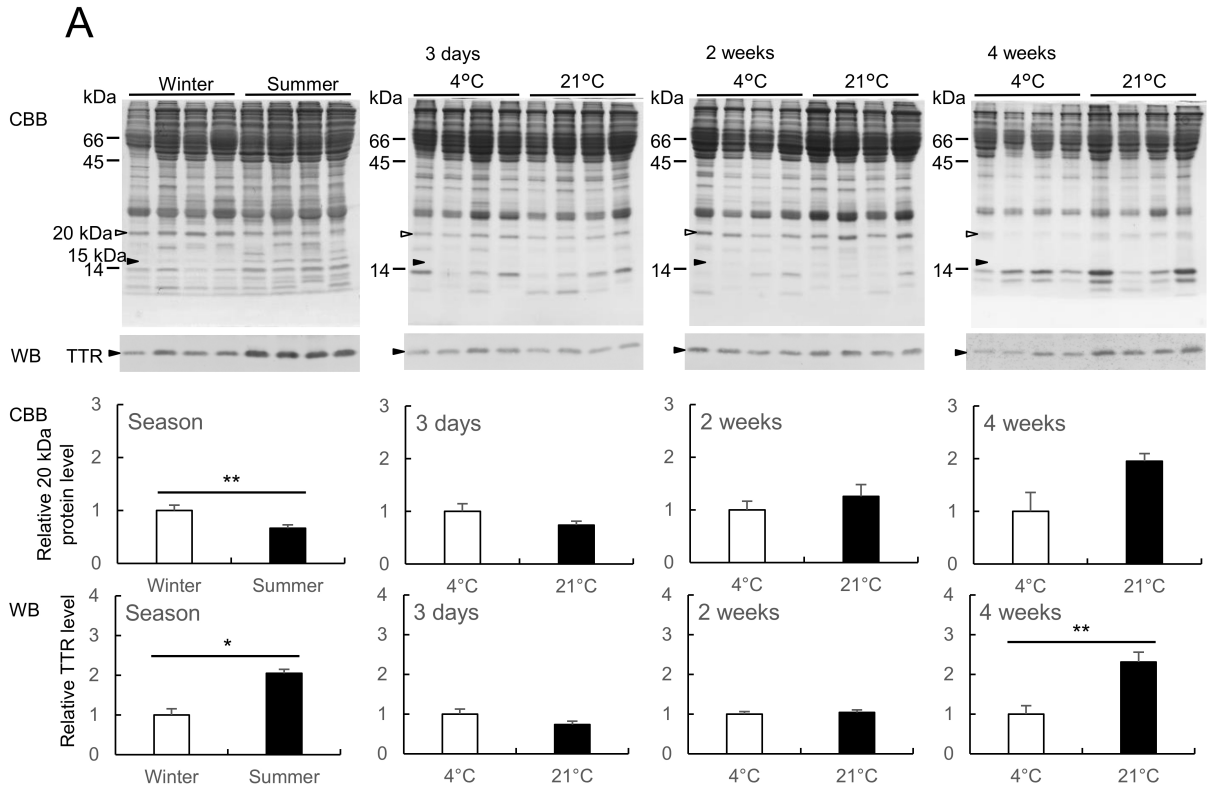 A
3 days 2 weeks 4 weeks
Winter Summer 4°C 21°C 4°C 21°C 4°C 21°C
kDa kDa kDa kDa
CBB
66 66 66 66
45 45 45 45
20 kDa
15 kDa
14 14 14 14
WB TTR
CBB
Relative 20 kDa
protein level
3 2 1 0 Season ** Winter Summer
3 2 1 0 3 days 4°C 21°C
3 2 1 0 2 weeks 4°C 21°C
3 2 1 0 4 weeks 4°C 21°C
WB
Relative TTR level
4 3 2 1 0 Season * Winter Summer
4 3 2 1 0 3 days 4°C 21°C
4 3 2 1 0 2 weeks 4°C 21°C
4 3 2 1 0 4 weeks ** 4°C 21°C